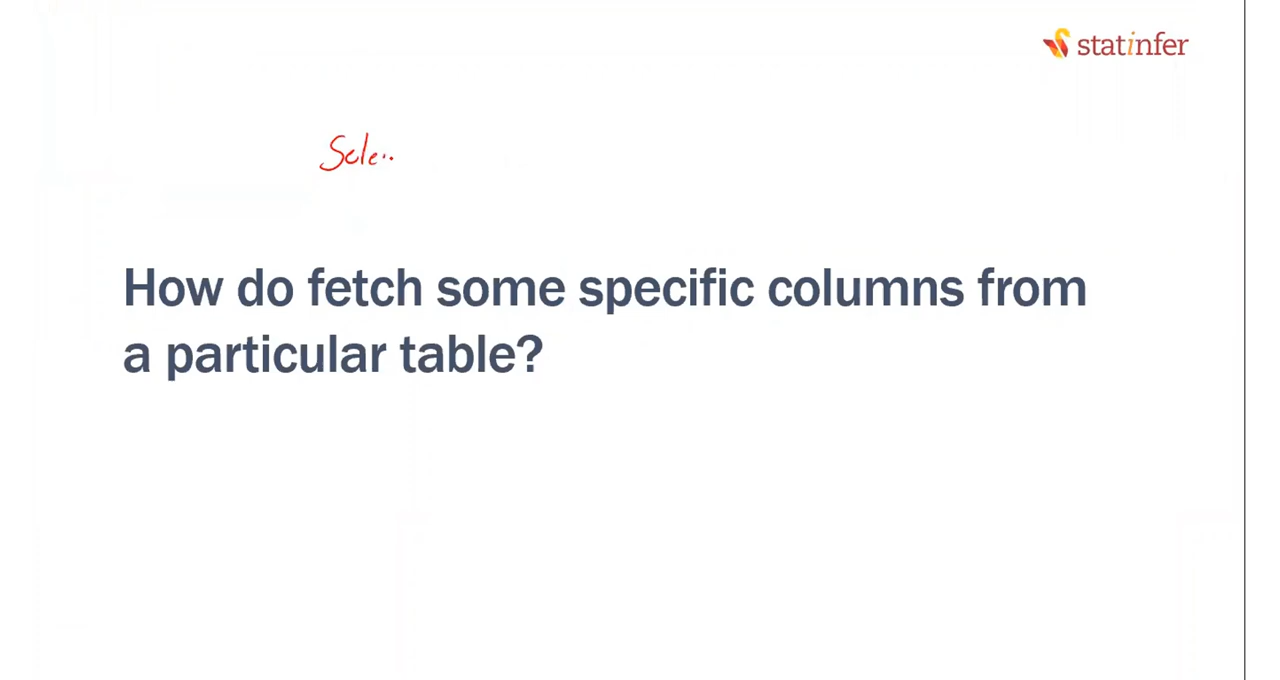 statinfer
Sele..
How do fetch some specific columns from
a particular table?